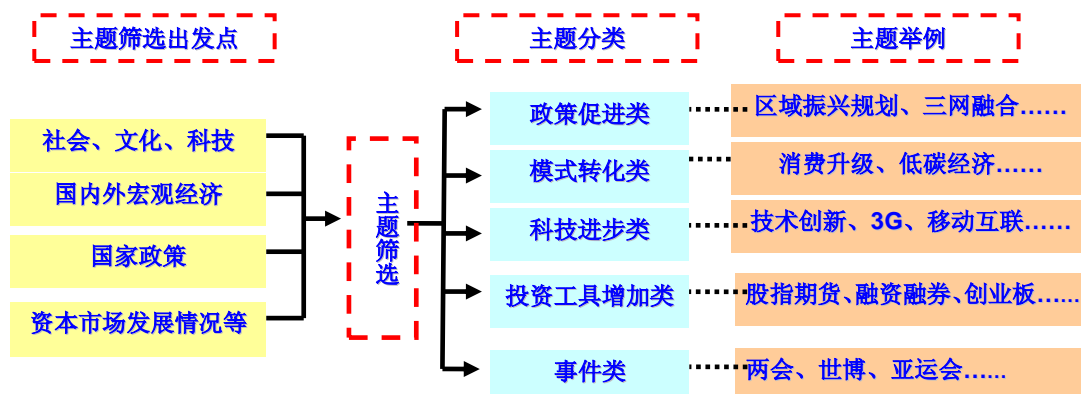 主题筛选出发点
主题分类
主题举例
社会、文化、科技
国内外宏观经济
国家政策
资本市场发展情况等
主题筛选
政策促进类
区域振兴规划、三网融合……
模式转化类
消费升级、低碳经济……
科技进步类
技术创新、3G、移动互联……
投资工具增加类
股指期货、融资融券、创业板……
事件类
两会、世博、亚运会……